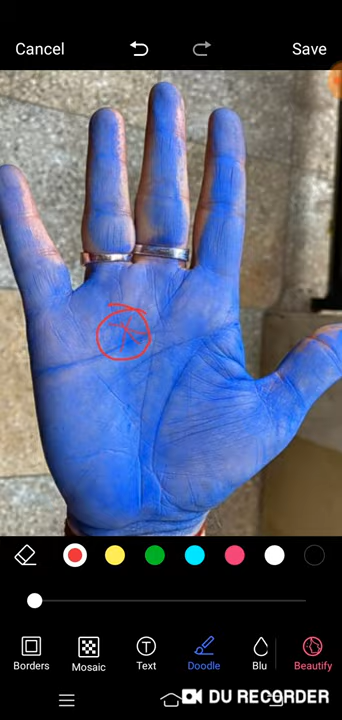 Cancel
Save
Borders
Mosaic
Text
Doodle
Blu
Beautify
DU RECORDER